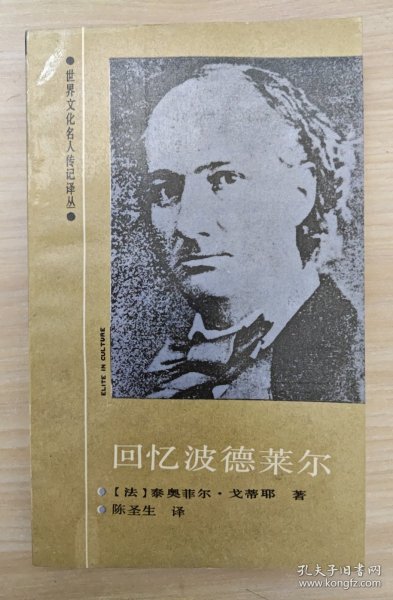 ●世界文化名人传记译丛●
ELITE IN CULTURE
回忆波德莱尔
【法】泰奥菲尔·戈蒂耶 著
陈圣生 译
孔夫子旧书网
www.kongfz.com